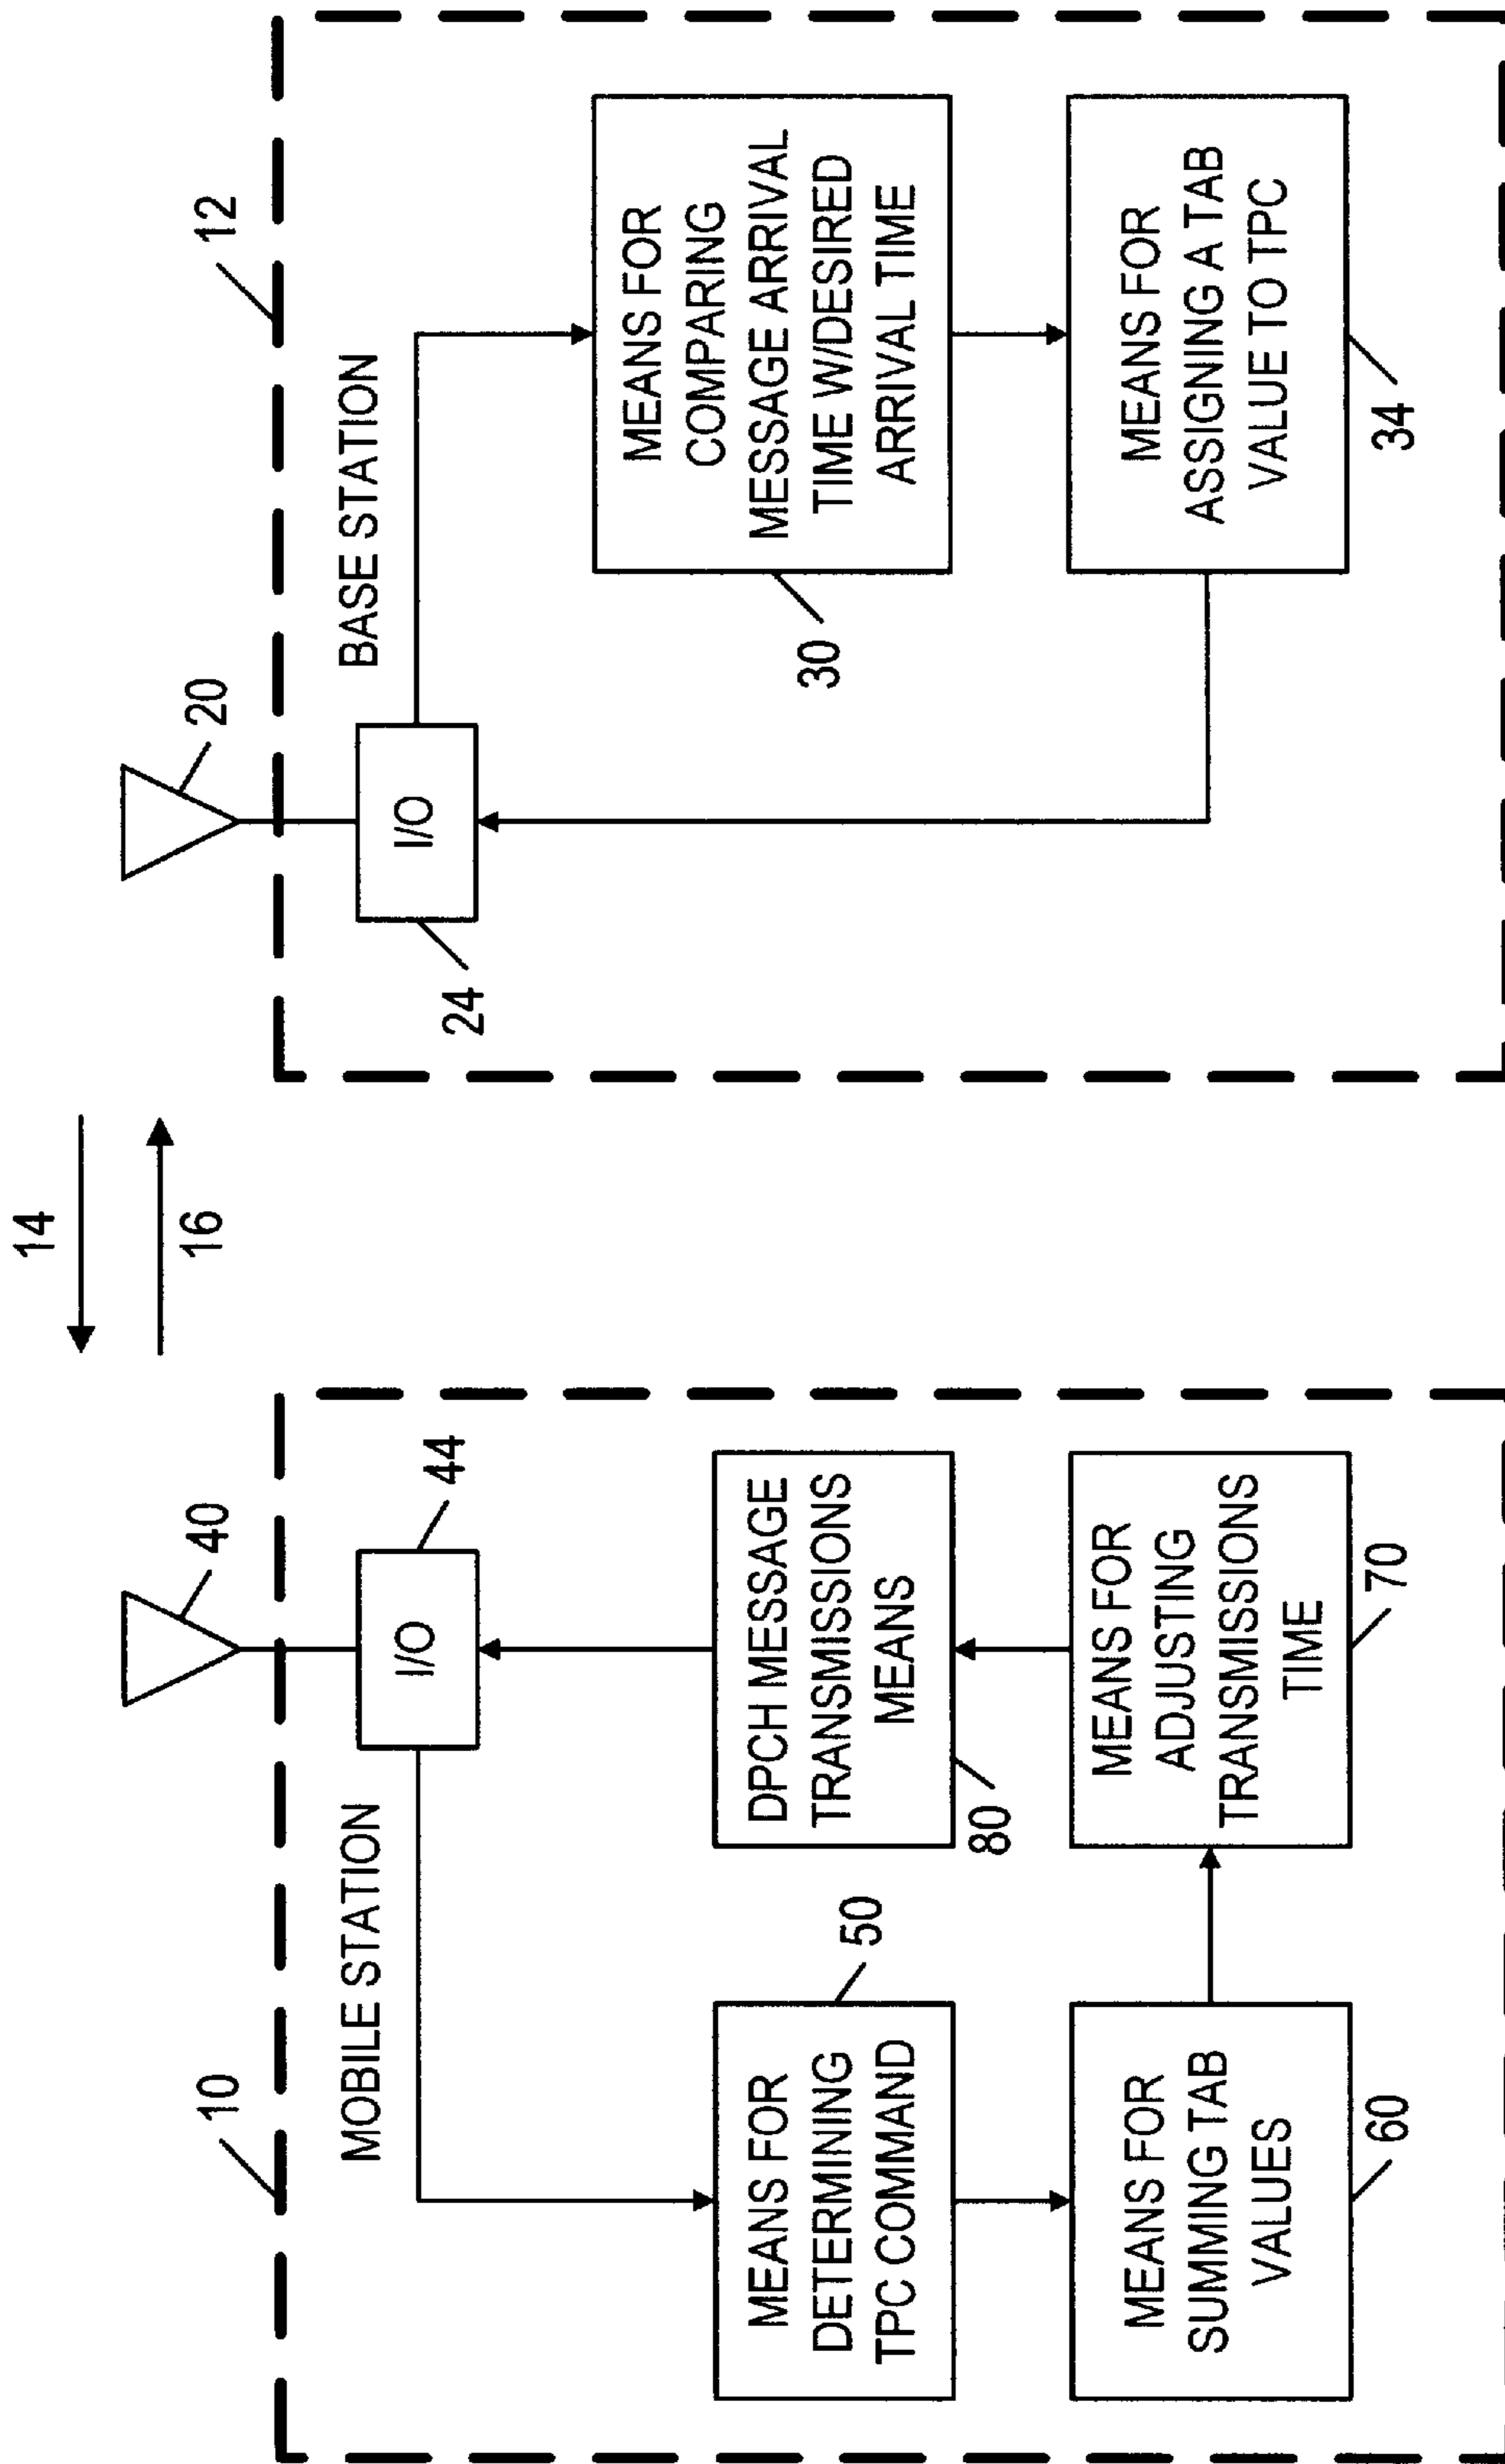 14
16
10
40
MOBILE STATION
I/O
44
MEANS FOR
DETERMINING
TPC COMMAND
50
DPCH MESSAGE
TRANSMISSIONS
MEANS
80
MEANS FOR
SUMMING TAB
VALUES
60
MEANS FOR
ADJUSTING
TRANSMISSIONS
TIME
70
20
12
BASE STATION
I/O
24
MEANS FOR
COMPARING
MESSAGE ARRIVAL
TIME W/DESIRED
ARRIVAL TIME
30
MEANS FOR
ASSIGNING A TAB
VALUE TO TPC
34